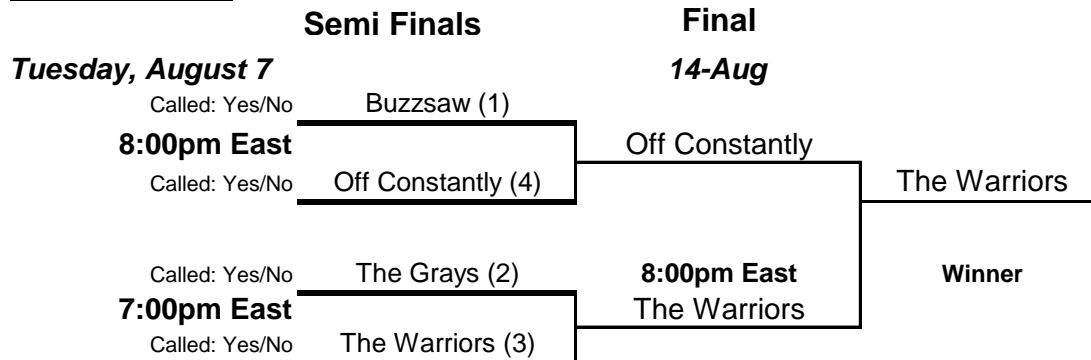 Semi Finals Final
Tuesday, August 7 14-Aug
Called: Yes/No Buzzsaw (1)
8:00pm East Off Constantly
Called: Yes/No Off Constantly (4) The Warriors
Called: Yes/No The Grays (2) 8:00pm East Winner
7:00pm East The Warriors
Called: Yes/No The Warriors (3)